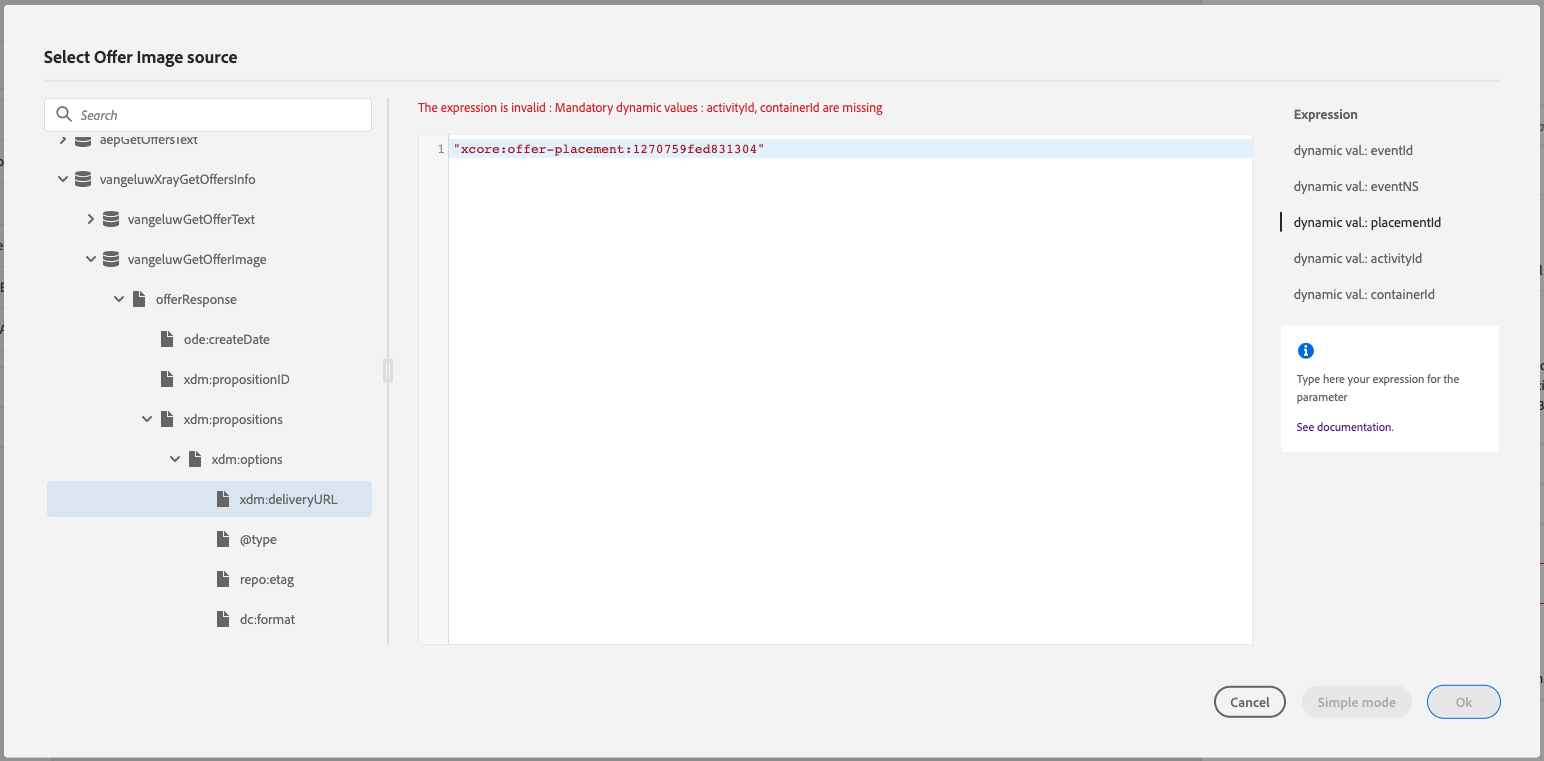 Select Offer Image source
Search
aepGetOffersText
vangeluwXrayGetOffersInfo
vangeluwGetOfferText
vangeluwGetOfferImage
offerResponse
ode:createDate
xdm:propositionID
xdm:propositions
xdm:options
xdm:deliveryURL
@type
repo:etag
dc:format
The expression is invalid : Mandatory dynamic values : activityId, containerId are missing
1 "xcore:offer-placement:1270759fed831304"
Expression
dynamic val.: eventId
dynamic val.: eventNS
dynamic val.: placementId
dynamic val.: activityId
dynamic val.: containerId
Type here your expression for the
parameter
See documentation.
Cancel
Simple mode
Ok